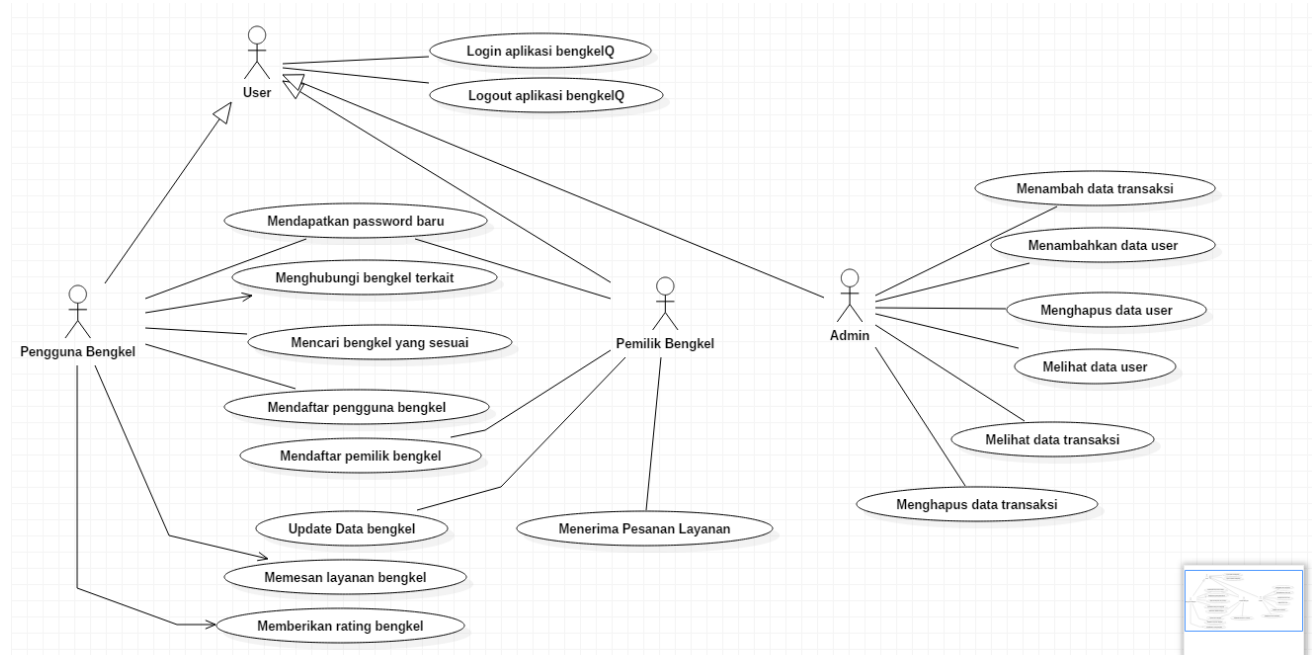 Login aplikasi bengkelQ
User
Logout aplikasi bengkelQ
Menambah data transaksi
Mendapatkan password baru
Menambahkan data user
Menghubungi bengkel terkait
Menghapus data user
Admin
Mencari bengkel yang sesuai
Pemilik Bengkel
Pengguna Bengkel
Melihat data user
Mendaftar pengguna bengkel
Melihat data transaksi
Mendaftar pemilik bengkel
Menghapus data transaksi
Update Data bengkel
Menerima Pesanan Layanan
Memesan layanan bengkel
Memberikan rating bengkel